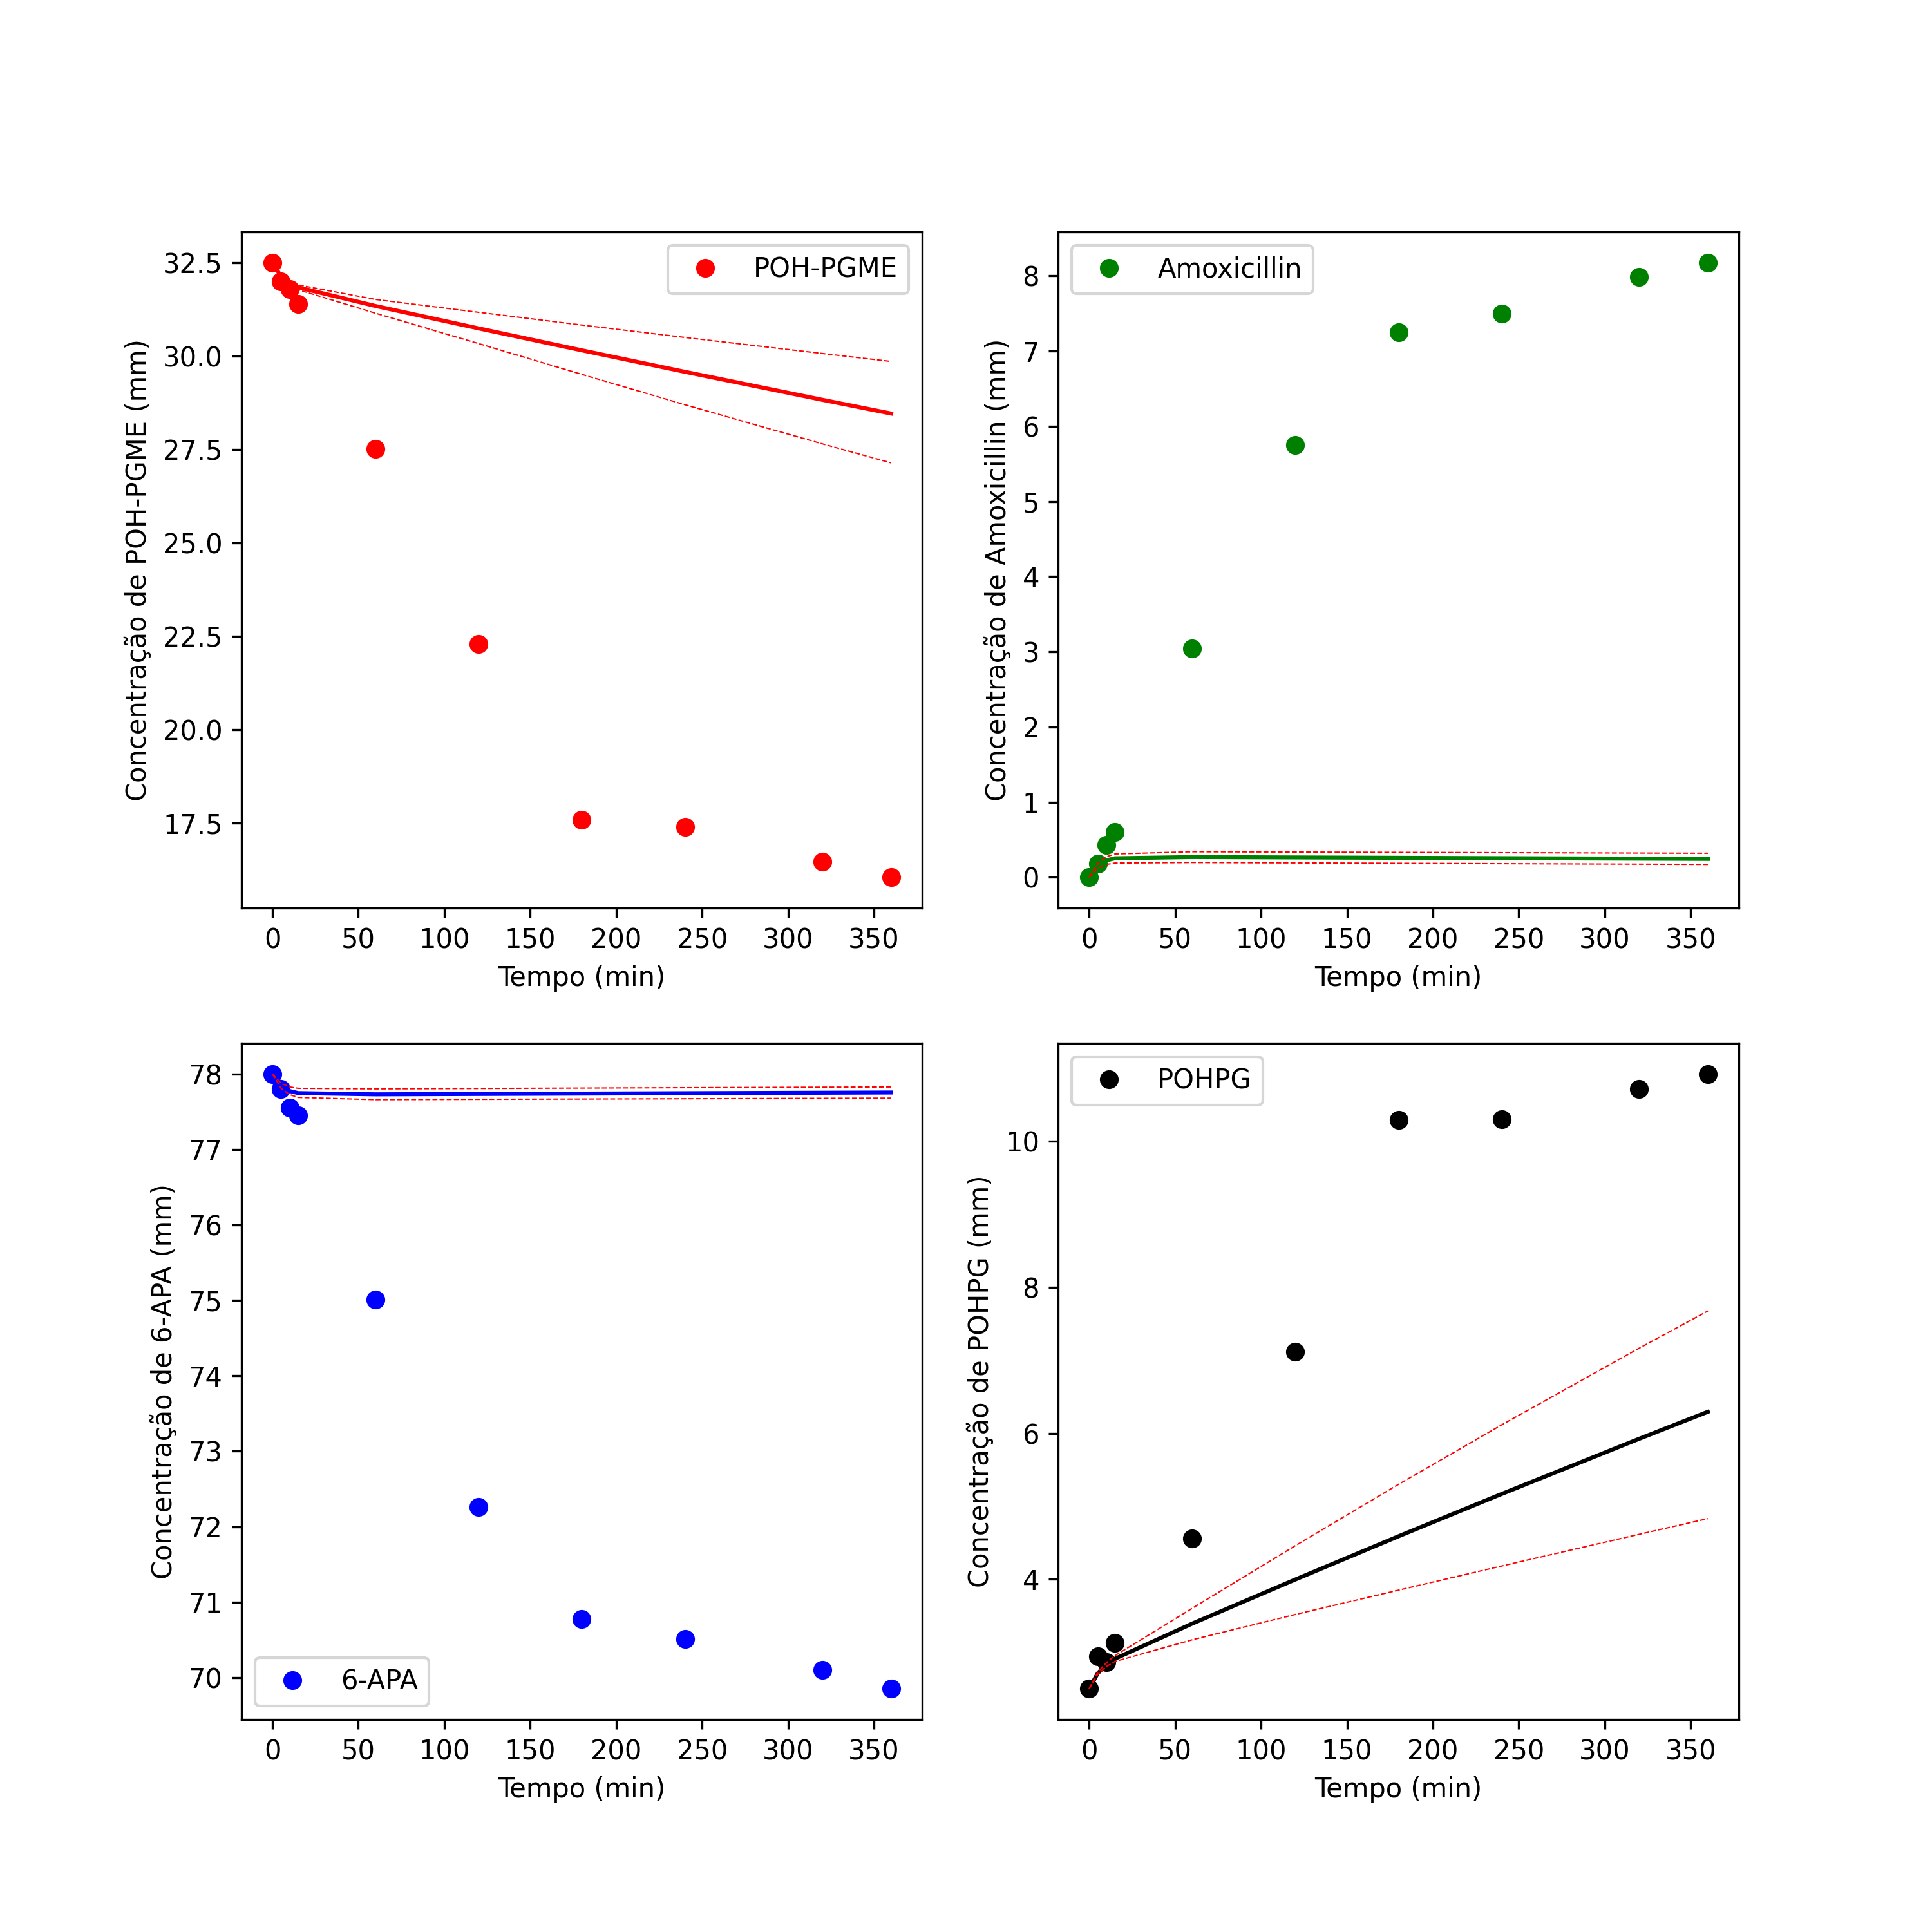 POH-PGME
Concentração de POH-PGME (mm)
32.5
30.0
27.5
25.0
22.5
20.0
17.5
0 50 100 150 200 250 300 350
Tempo (min)
Amoxicillin
Concentração de Amoxicillin (mm)
8
7
6
5
4
3
2
1
0
0 50 100 150 200 250 300 350
Tempo (min)
6-APA
Concentração de 6-APA (mm)
78
77
76
75
74
73
72
71
70
0 50 100 150 200 250 300 350
Tempo (min)
POHPG
Concentração de POHPG (mm)
10
8
6
4
0 50 100 150 200 250 300 350
Tempo (min)